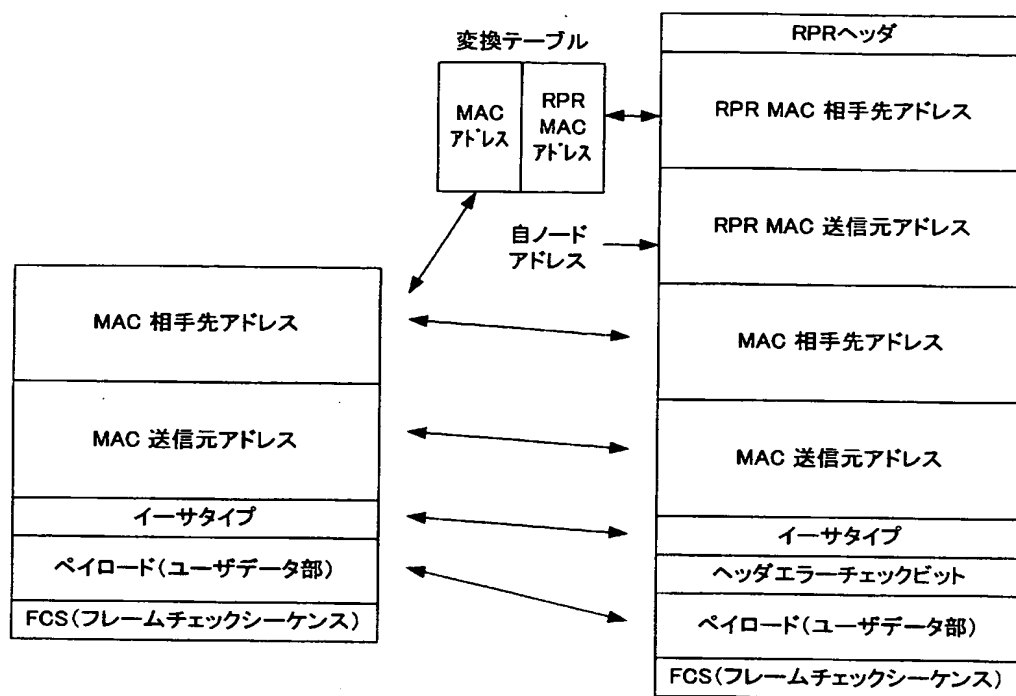 変換テーブル
MAC
アドレス
RPR
MAC
アドレス
自ノード
アドレス
MAC 相手先アドレス
MAC 送信元アドレス
イーサタイプ
ペイロード(ユーザデータ部)
FCS(フレームチェックシーケンス)
RPRヘッダ
RPR MAC 相手先アドレス
RPR MAC 送信元アドレス
MAC 相手先アドレス
MAC 送信元アドレス
イーサタイプ
ヘッダエラーチェックビット
ペイロード(ユーザデータ部)
FCS(フレームチェックシーケンス)